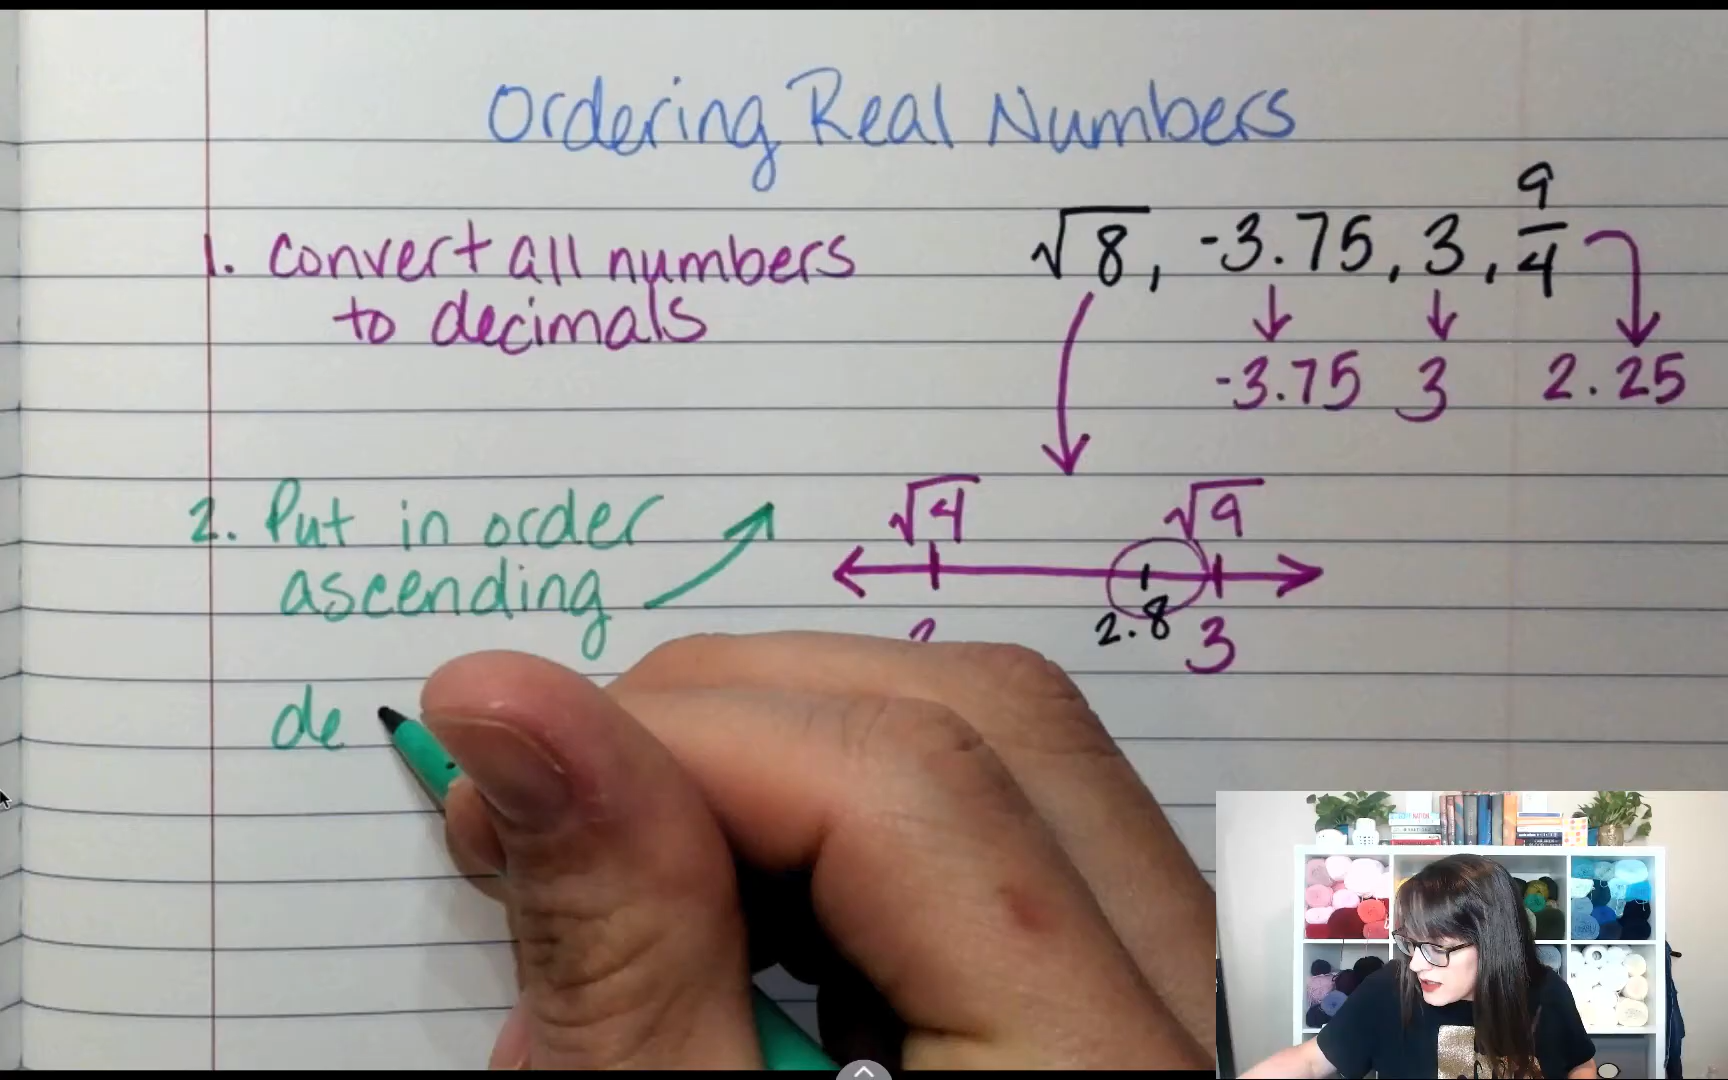 Ordering Real Numbers
1. convert all numbers
to decimals
√8, -3.75, 3, 9/4
-3.75 3 2.25
2. Put in order
ascending
√4 √9
2.8 3
de